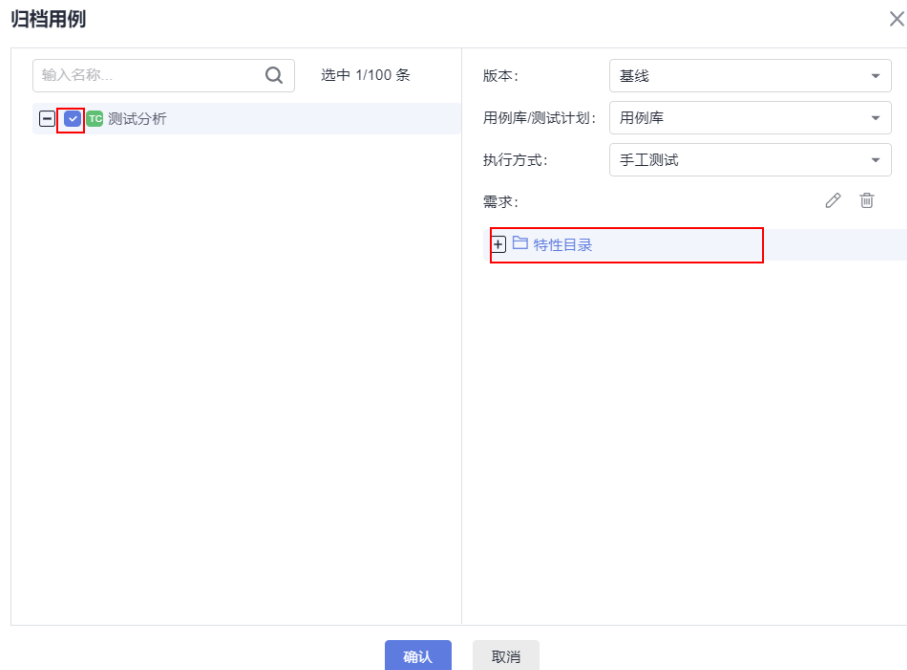 归档用例
输入名称...
选中 1/100 条
TC 测试分析
版本：
基线
用例库/测试计划：
用例库
执行方式：
手工测试
需求：
特性目录
确认
取消